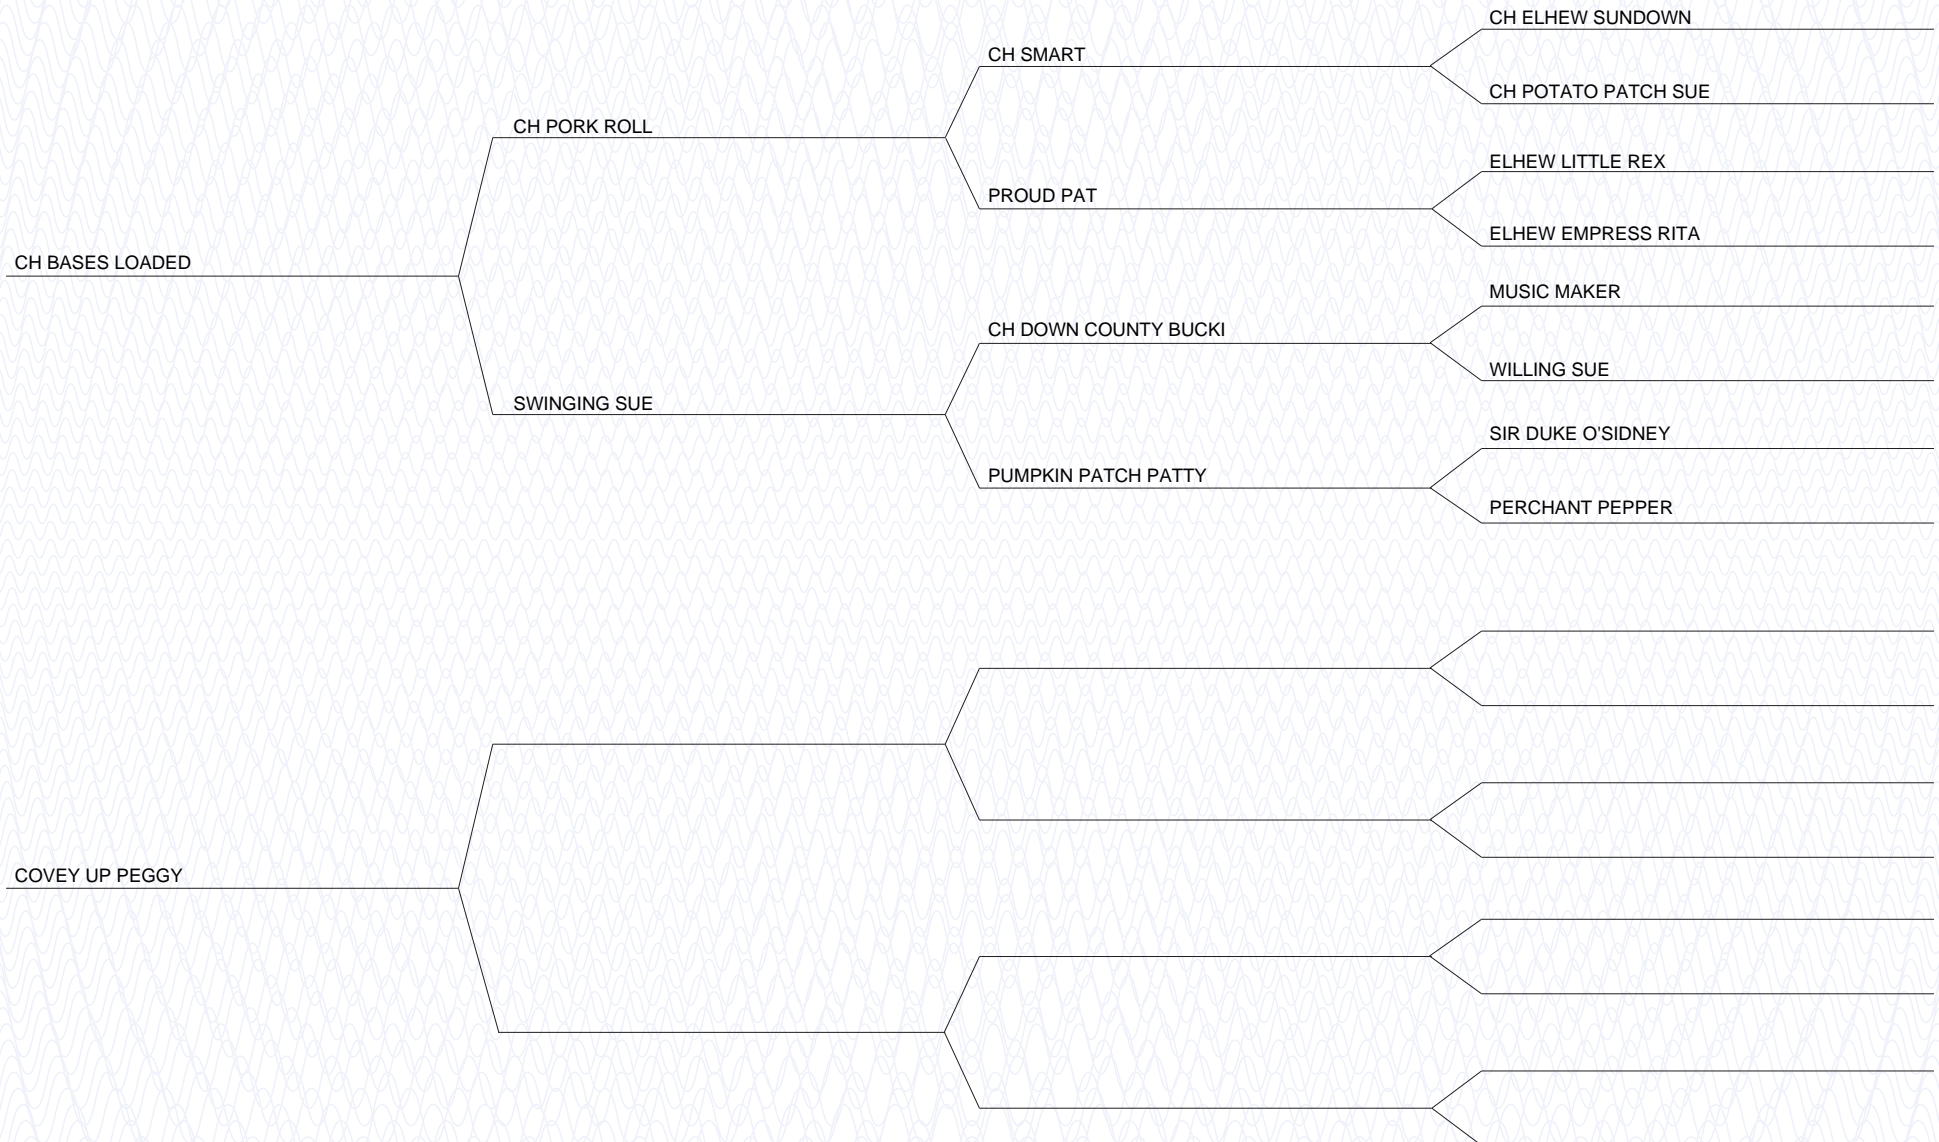 CH ELHEW SUNDOWN
CH SMART
CH POTATO PATCH SUE
CH PORK ROLL
ELHEW LITTLE REX
PROUD PAT
ELHEW EMPRESS RITA
CH BASES LOADED
MUSIC MAKER
CH DOWN COUNTY BUCKI
WILLING SUE
SWINGING SUE
SIR DUKE O'SIDNEY
PUMPKIN PATCH PATTY
PERCHANT PEPPER
COVEY UP PEGGY